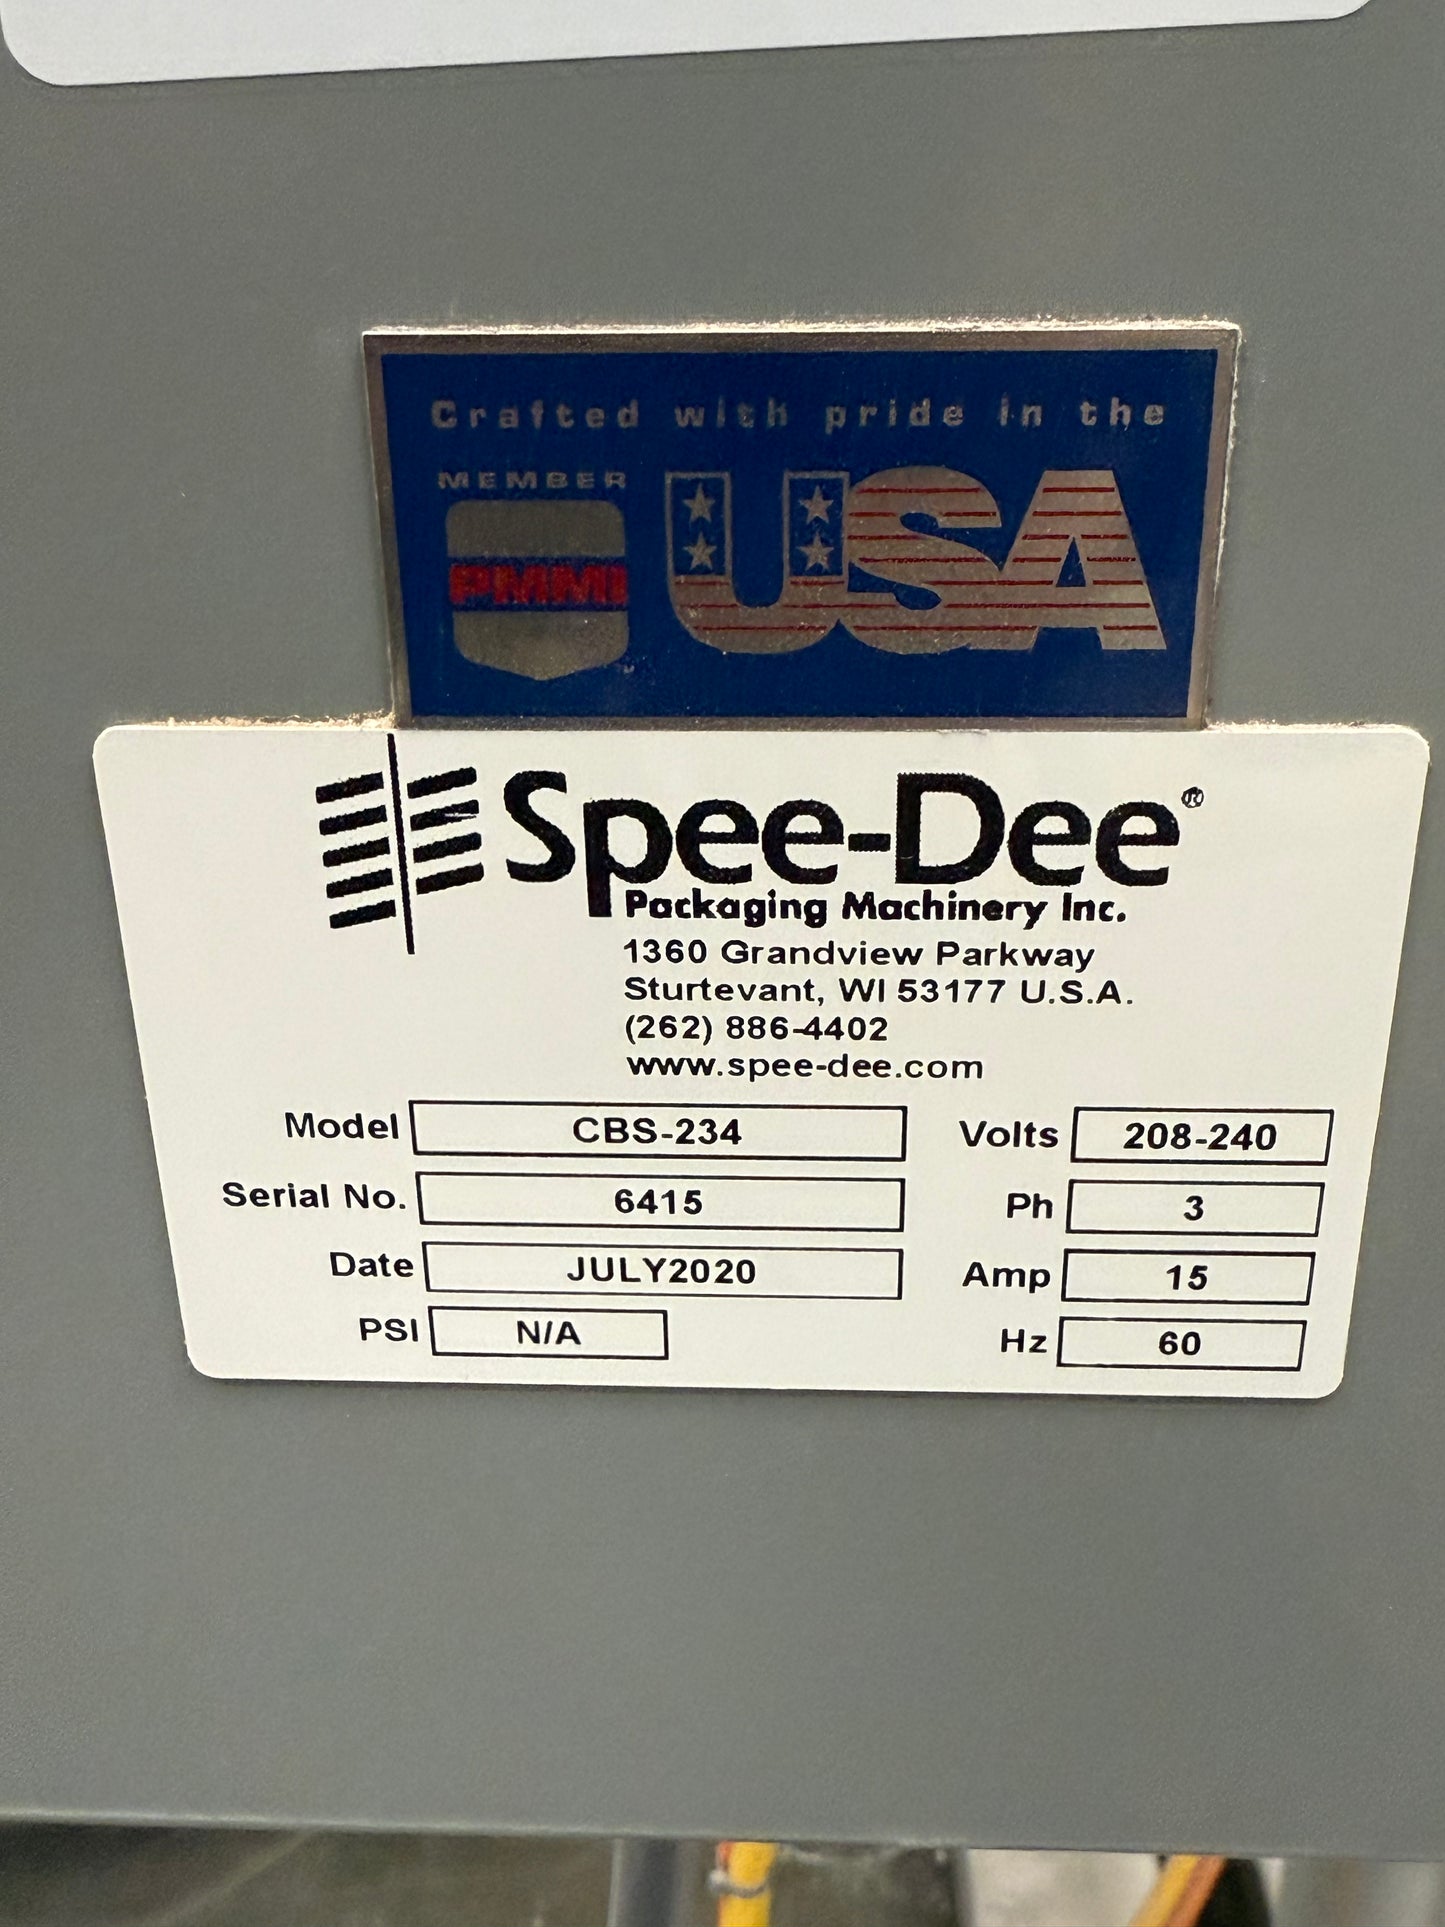 Crafted with pride in the
MEMBER
PMMI
USA
Spee-Dee®
Packaging Machinery Inc.
1360 Grandview Parkway
Sturtevant, WI 53177 U.S.A.
(262) 886-4402
www.spee-dee.com
Model CBS-234 Volts 208-240
Serial No. 6415 Ph 3
Date JULY2020 Amp 15
PSI N/A Hz 60